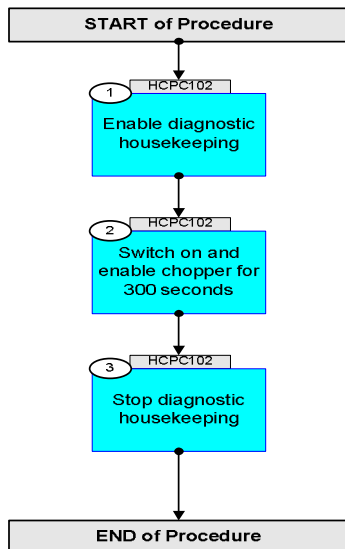 START of Procedure
HCPC102
1
Enable diagnostic
housekeeping
HCPC102
2
Switch on and
enable chopper for
300 seconds
HCPC102
3
Stop diagnostic
housekeeping
END of Procedure